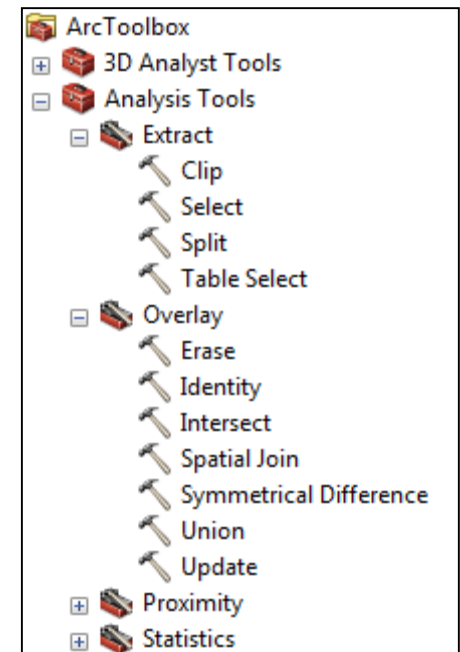 ArcToolbox
3D Analyst Tools
Analysis Tools
Extract
Clip
Select
Split
Table Select
Overlay
Erase
Identity
Intersect
Spatial Join
Symmetrical Difference
Union
Update
Proximity
Statistics